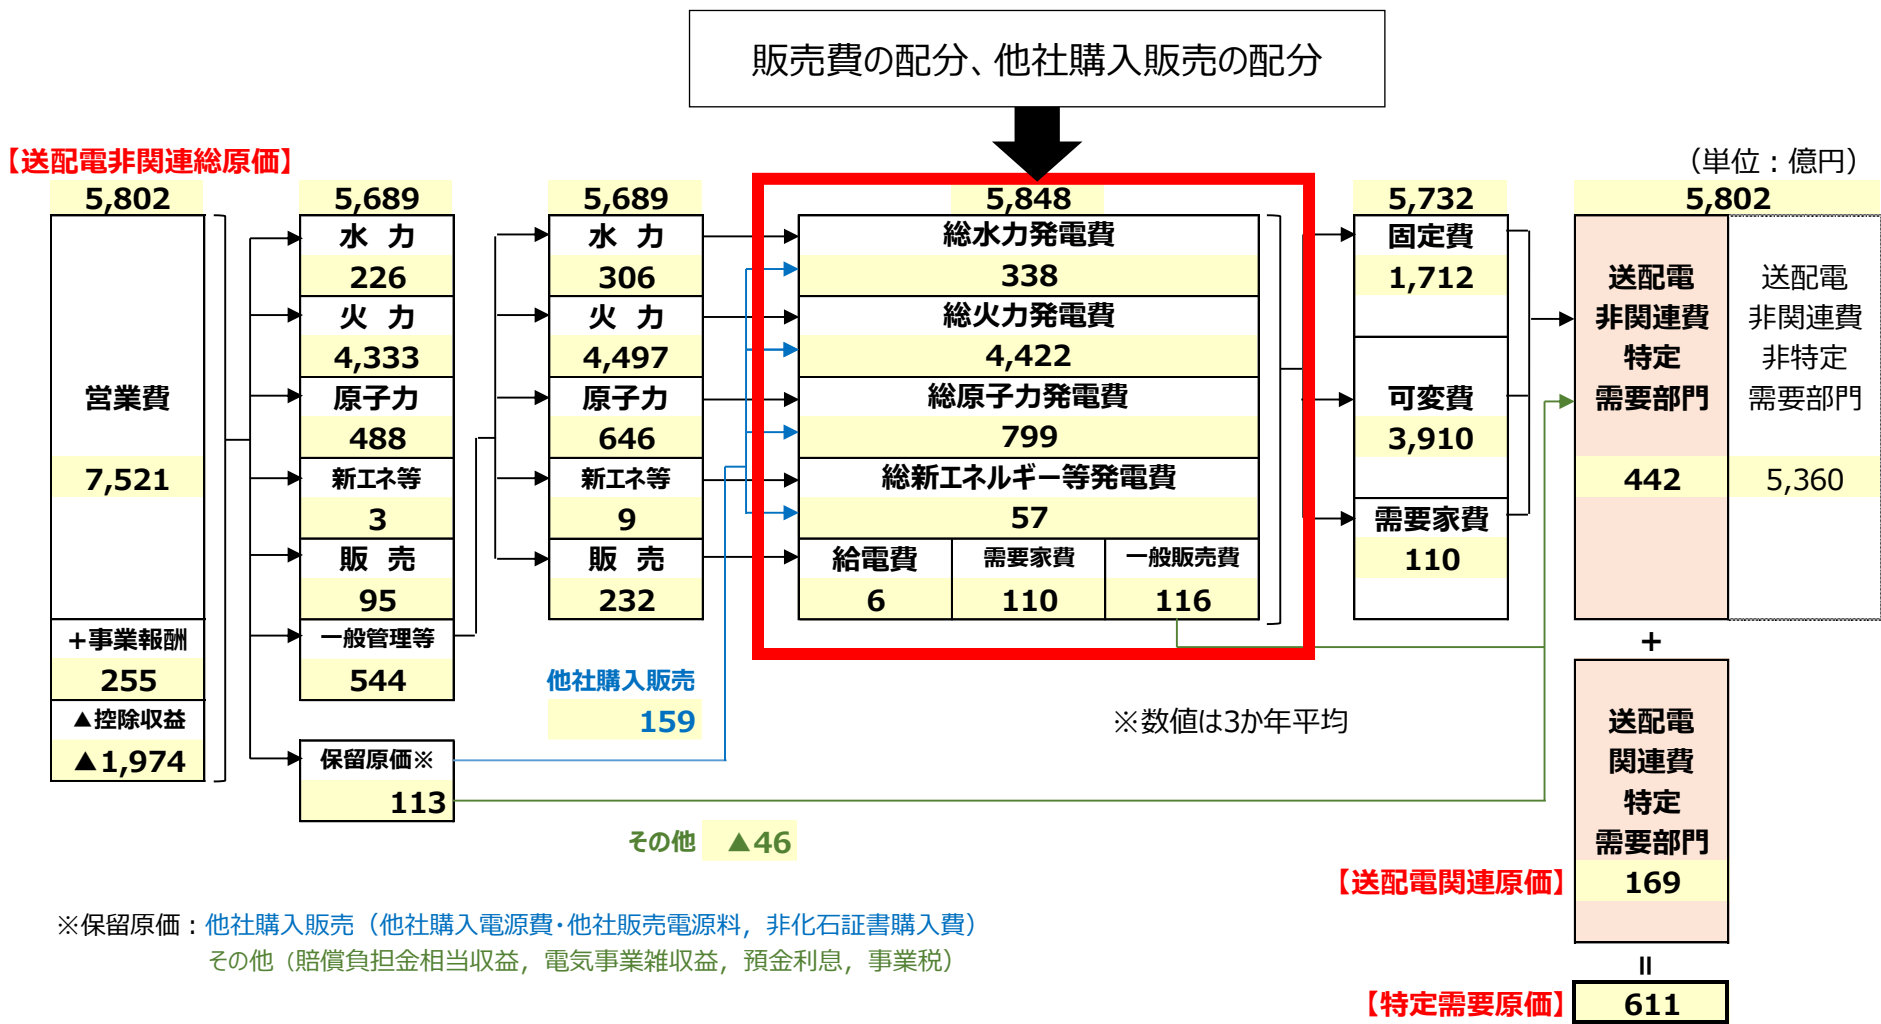 販売費の配分、他社購入販売の配分
【送配電非関連総原価】
（単位：億円）
5,802
営業費
7,521
+事業報酬
255
▲控除収益
▲1,974
5,689
水 力
226
火 力
4,333
原子力
488
新エネ等
3
販 売
95
一般管理等
544
保留原価※
113
5,689
水 力
306
火 力
4,497
原子力
646
新エネ等
9
販 売
232
他社購入販売
159
その他 ▲46
5,848
総水力発電費
338
総火力発電費
4,422
総原子力発電費
799
総新エネルギー等発電費
57
給電費 需要家費 一般販売費
6 110 116
※数値は3か年平均
5,732
固定費
1,712
可変費
3,910
需要家費
110
5,802
送配電
非関連費
特定
需要部門
442
送配電
非関連費
非特定
需要部門
5,360
+
送配電
関連費
特定
需要部門
【送配電関連原価】 169
=
【特定需要原価】 611
※保留原価：他社購入販売（他社購入電源費・他社販売電源料，非化石証書購入費）
その他（賠償負担金相当収益，電気事業雑収益，預金利息，事業税）